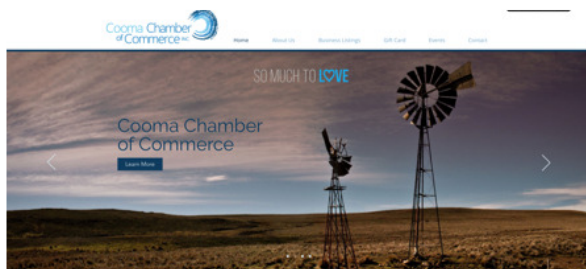 Cooma Chamber
of Commerce INC
Home About Us Business Listings Gift Card Events Contact
SO MUCH TO LOVE
Cooma Chamber
of Commerce
Learn More